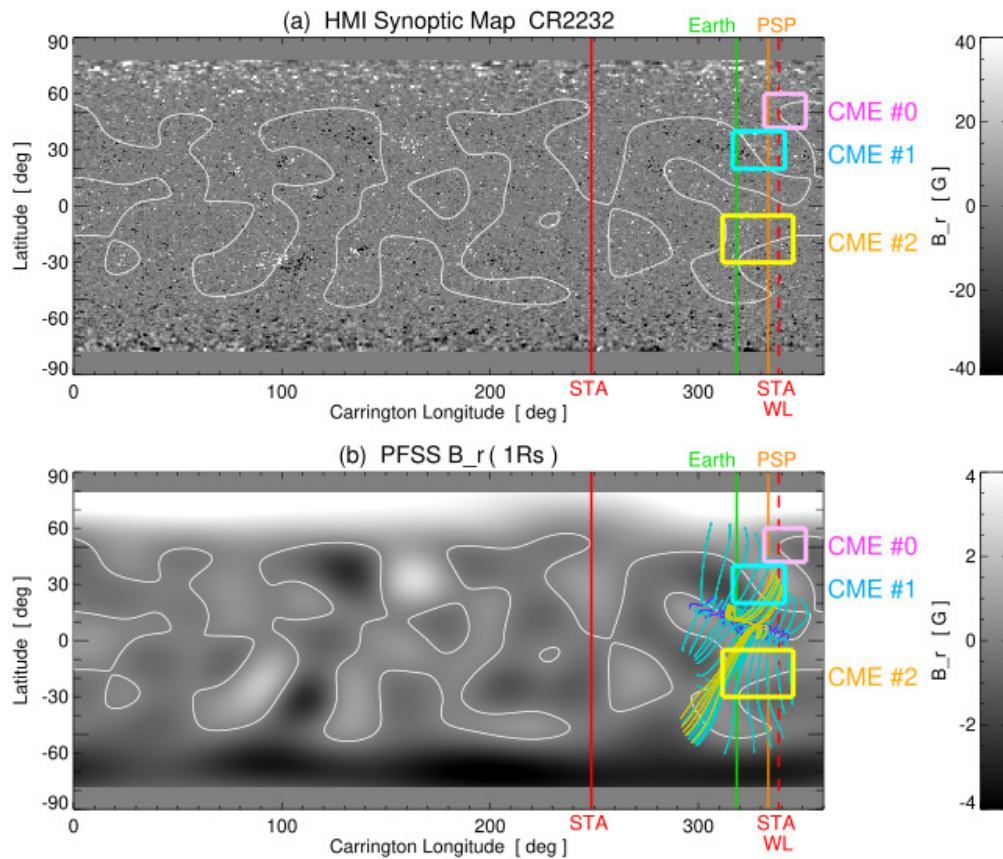 (a) HMI Synoptic Map CR2232
Earth PSP
90
60
30
0
-30
-60
-90
Latitude [ deg ]
0 100 200 300
Carrington Longitude [ deg ]
STA
STA
WL
CME #0
CME #1
CME #2
40
20
0
-20
-40
B_r [ G ]
(b) PFSS B_r ( 1Rs )
Earth PSP
90
60
30
0
-30
-60
-90
Latitude [ deg ]
0 100 200 300
Carrington Longitude [ deg ]
STA
STA
WL
CME #0
CME #1
CME #2
4
2
0
-2
-4
B_r [ G ]